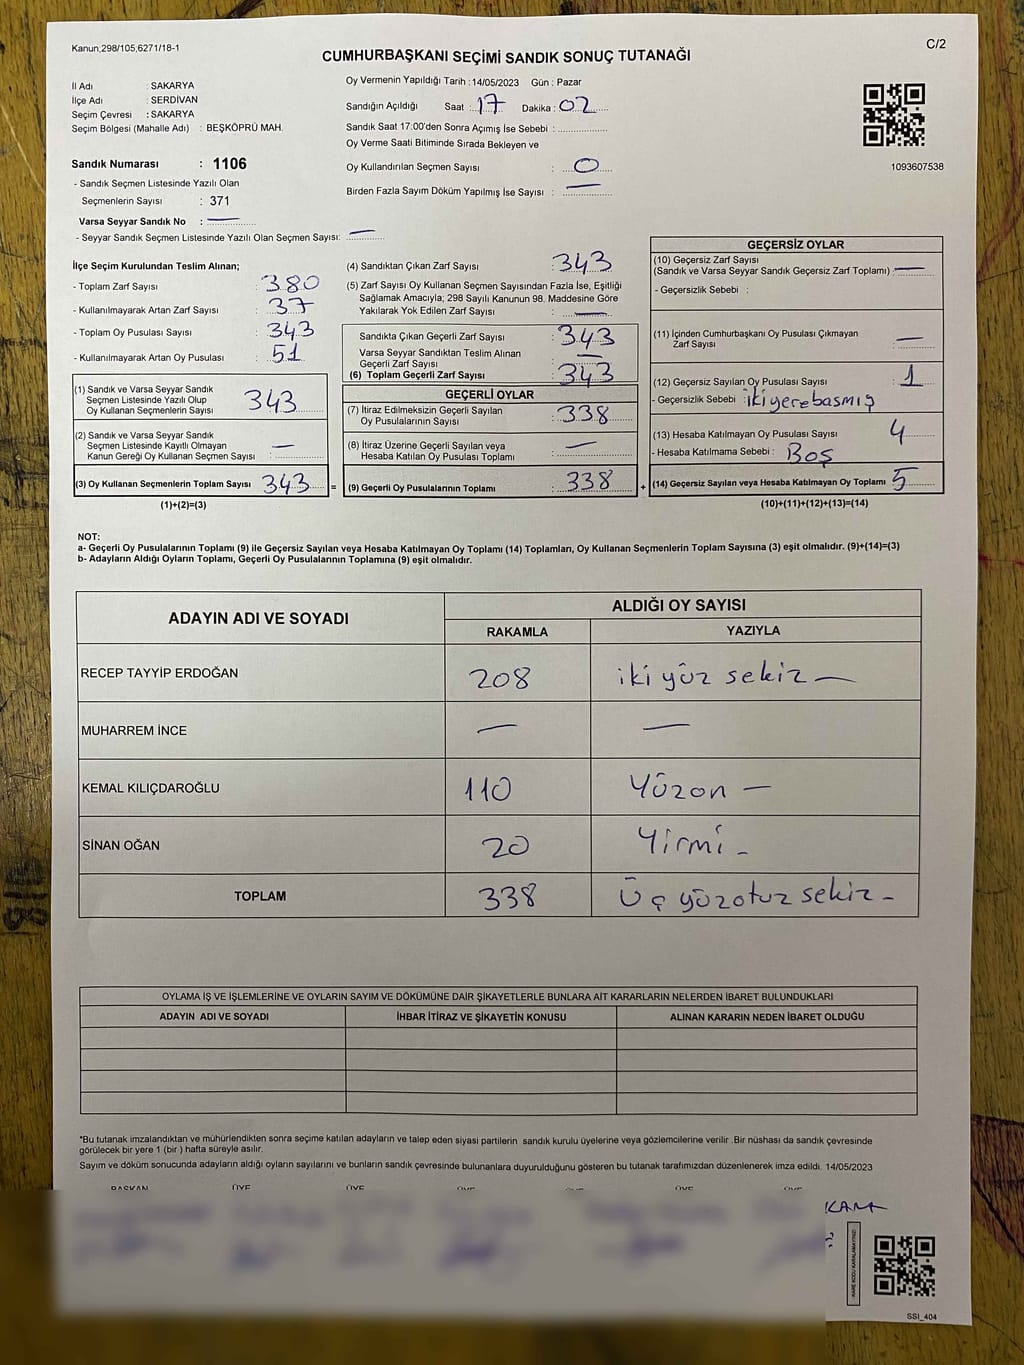 Kanun,298/105,6271/18-1
C/2
CUMHURBAŞKANI SEÇİMİ SANDIK SONUÇ TUTANAĞI
İl Adı : SAKARYA
İlçe Adı : SERDİVAN
Seçim Çevresi : SAKARYA
Seçim Bölgesi (Mahalle Adı) : BEŞKÖPRÜ MAH.
Sandık Numarası : 1106
- Sandık Seçmen Listesinde Yazılı Olan
Seçmenlerin Sayısı : 371
Varsa Seyyar Sandık No : —
- Seyyar Sandık Seçmen Listesinde Yazılı Olan Seçmen Sayısı: —
Oy Vermenin Yapıldığı Tarih : 14/05/2023 Gün : Pazar
Sandığın Açıldığı Saat : 17 Dakika : 02
Sandık Saat 17.00'den Sonra Açımış İse Sebebi :
Oy Verme Saati Bitiminde Sırada Bekleyen ve
Oy Kullandırılan Seçmen Sayısı : 0
Birden Fazla Sayım Döküm Yapılmış İse Sayısı : —
1093607538
İlçe Seçim Kurulundan Teslim Alınan;
- Toplam Zarf Sayısı : 380
- Kullanılmayarak Artan Zarf Sayısı : 37
- Toplam Oy Pusulası Sayısı : 343
- Kullanılmayarak Artan Oy Pusulası : 51
(1) Sandık ve Varsa Seyyar Sandık
Seçmen Listesinde Yazılı Olup
Oy Kullanan Seçmenlerin Sayısı 343
(2) Sandık ve Varsa Seyyar Sandık
Seçmen Listesinde Kayıtlı Olmayan
Kanun Gereği Oy Kullanan Seçmen Sayısı : —
(3) Oy Kullanan Seçmenlerin Toplam Sayısı 343
(1)+(2)=(3)
=
(4) Sandıktan Çıkan Zarf Sayısı : 343
(5) Zarf Sayısı Oy Kullanan Seçmen Sayısından Fazla İse, Eşitliği
Sağlamak Amacıyla; 298 Sayılı Kanunun 98. Maddesine Göre
Yakılarak Yok Edilen Zarf Sayısı : —
Sandıkta Çıkan Geçerli Zarf Sayısı : 343
Varsa Seyyar Sandıktan Teslim Alınan
Geçerli Zarf Sayısı : —
(6) Toplam Geçerli Zarf Sayısı : 343
GEÇERLİ OYLAR
(7) İtiraz Edilmeksizin Geçerli Sayılan
Oy Pusulalarının Sayısı : 338
(8) İtiraz Üzerine Geçerli Sayılan veya
Hesaba Katılan Oy Pusulası Toplamı : —
(9) Geçerli Oy Pusulalarının Toplamı : 338
+
GEÇERSİZ OYLAR
(10) Geçersiz Zarf Sayısı
(Sandık ve Varsa Seyyar Sandık Geçersiz Zarf Toplamı) : —
- Geçersizlik Sebebi :
(11) İçinden Cumhurbaşkanı Oy Pusulası Çıkmayan
Zarf Sayısı : —
(12) Geçersiz Sayılan Oy Pusulası Sayısı : 1
- Geçersizlik Sebebi : iki yere basmış
(13) Hesaba Katılmayan Oy Pusulası Sayısı 4
- Hesaba Katılmama Sebebi : Boş
(14) Geçersiz Sayılan veya Hesaba Katılmayan Oy Toplamı 5
(10)+(11)+(12)+(13)=(14)
NOT:
a- Geçerli Oy Pusulalarının Toplamı (9) ile Geçersiz Sayılan veya Hesaba Katılmayan Oy Toplamı (14) Toplamları, Oy Kullanan Seçmenlerin Toplam Sayısına (3) eşit olmalıdır. (9)+(14)=(3)
b- Adayların Aldığı Oyların Toplamı, Geçerli Oy Pusulalarının Toplamına (9) eşit olmalıdır.
ADAYIN ADI VE SOYADI ALDIĞI OY SAYISI
RAKAMLA YAZIYLA
RECEP TAYYİP ERDOĞAN 208 iki yüz sekiz —
MUHARREM İNCE — —
KEMAL KILIÇDAROĞLU 110 Yüzon —
SİNAN OĞAN 20 Yirmi -
TOPLAM 338 Üç yüzotuz sekiz -
OYLAMA İŞ VE İŞLEMLERİNE VE OYLARIN SAYIM VE DÖKÜMÜNE DAİR ŞİKAYETLERLE BUNLARA AİT KARARLARIN NELERDEN İBARET BULUNDUKLARI
ADAYIN ADI VE SOYADI İHBAR İTİRAZ VE ŞİKAYETİN KONUSU ALINAN KARARIN NEDEN İBARET OLDUĞU
*Bu tutanak imzalandıktan ve mühürlendikten sonra seçime katılan adayların ve talep eden siyasi partilerin sandık kurulu üyelerine veya gözlemcilerine verilir .Bir nüshası da sandık çevresinde
görülecek bir yere 1 (bir ) hafta süreyle asılır.
Sayım ve döküm sonucunda adayların aldığı oyların sayılarını ve bunların sandık çevresinde bulunanlara duyurulduğunu gösteren bu tutanak tarafımızdan düzenlenerek imza edildi. 14/05/2023
BAŞKAN ÜYE ÜYE ÜYE ÜYE ÜYE ÜYE
KARE KODU KARALAMAYINIZ!
SSI_404